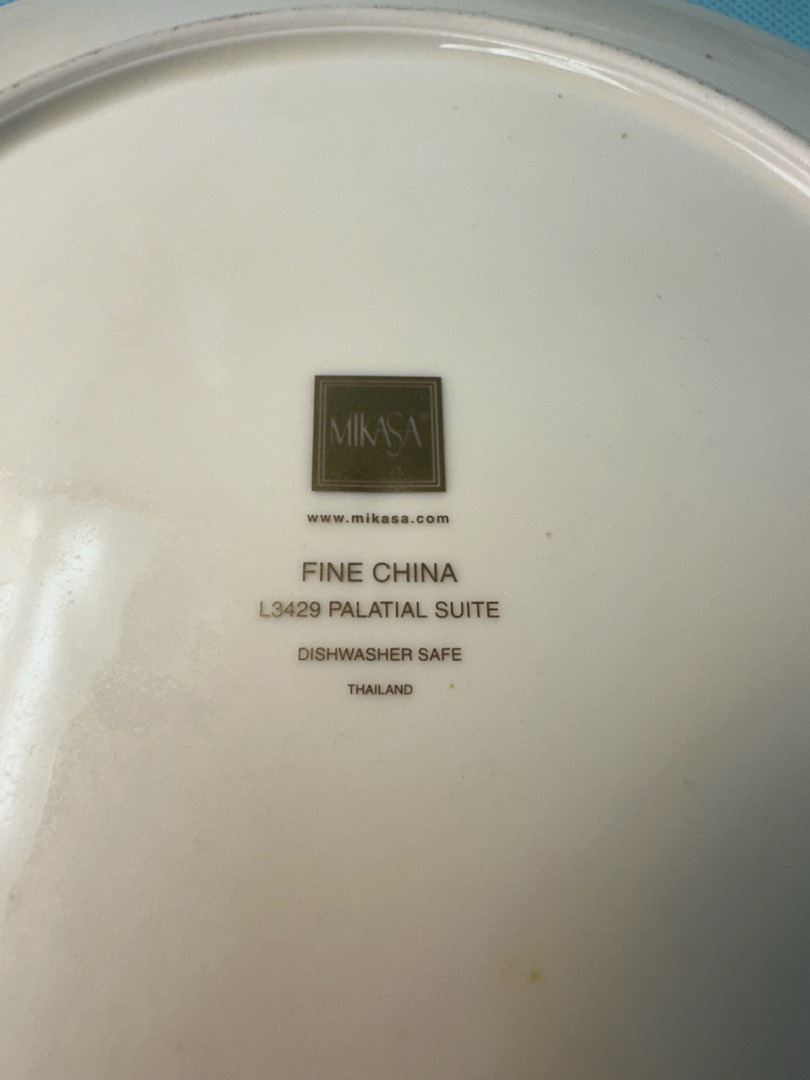 MIKASA®
www.mikasa.com
FINE CHINA
L3429 PALATIAL SUITE
DISHWASHER SAFE
THAILAND